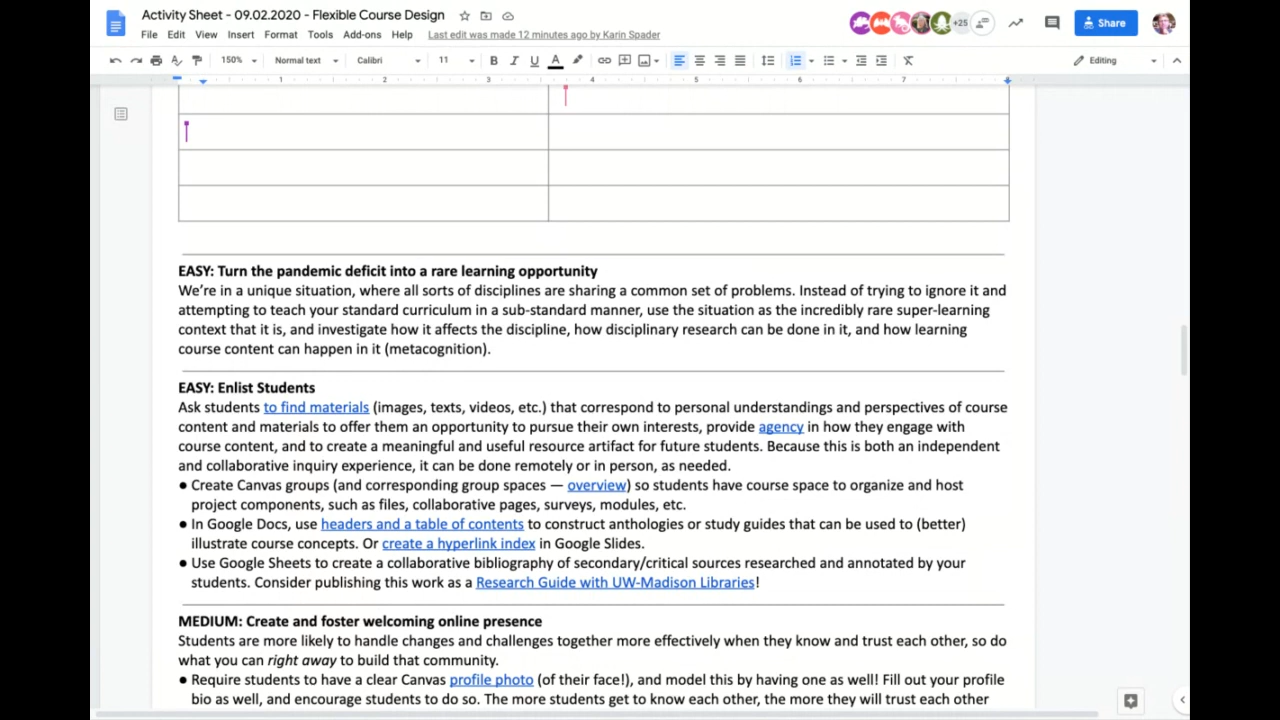 Activity Sheet - 09.02.2020 - Flexible Course Design
+25
Share
File Edit View Insert Format Tools Add-ons Help Last edit was made 12 minutes ago by Karin Spader
150% Normal text Calibri 11 B I U A Editing
1 2 3 4 5 6 7
EASY: Turn the pandemic deficit into a rare learning opportunity
We're in a unique situation, where all sorts of disciplines are sharing a common set of problems. Instead of trying to ignore it and
attempting to teach your standard curriculum in a sub-standard manner, use the situation as the incredibly rare super-learning
context that it is, and investigate how it affects the discipline, how disciplinary research can be done in it, and how learning
course content can happen in it (metacognition).
EASY: Enlist Students
Ask students to find materials (images, texts, videos, etc.) that correspond to personal understandings and perspectives of course
content and materials to offer them an opportunity to pursue their own interests, provide agency in how they engage with
course content, and to create a meaningful and useful resource artifact for future students. Because this is both an independent
and collaborative inquiry experience, it can be done remotely or in person, as needed.
● Create Canvas groups (and corresponding group spaces — overview) so students have course space to organize and host
project components, such as files, collaborative pages, surveys, modules, etc.
● In Google Docs, use headers and a table of contents to construct anthologies or study guides that can be used to (better)
illustrate course concepts. Or create a hyperlink index in Google Slides.
● Use Google Sheets to create a collaborative bibliography of secondary/critical sources researched and annotated by your
students. Consider publishing this work as a Research Guide with UW-Madison Libraries!
MEDIUM: Create and foster welcoming online presence
Students are more likely to handle changes and challenges together more effectively when they know and trust each other, so do
what you can right away to build that community.
● Require students to have a clear Canvas profile photo (of their face!), and model this by having one as well! Fill out your profile
bio as well, and encourage students to do so. The more students get to know each other, the more they will trust each other